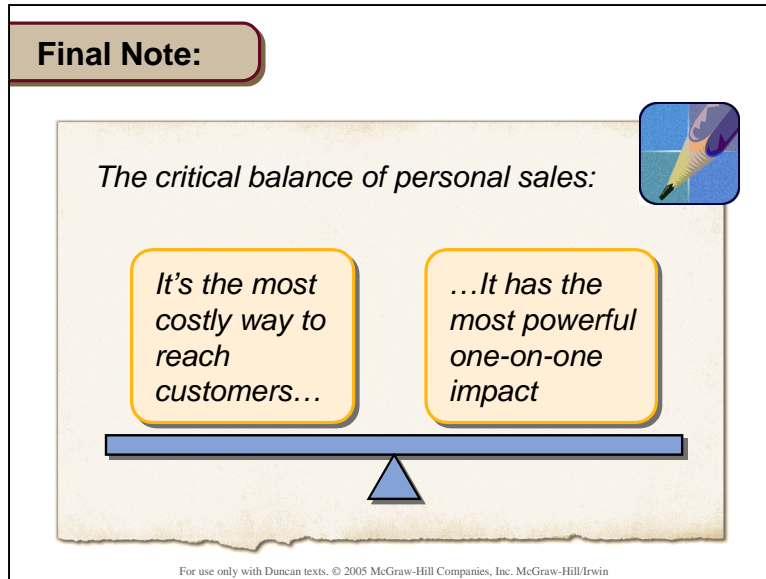 Final Note:
The critical balance of personal sales:
It’s the most
costly way to
reach
customers…
…It has the
most powerful
one-on-one
impact
For use only with Duncan texts. © 2005 McGraw-Hill Companies, Inc. McGraw-Hill/Irwin